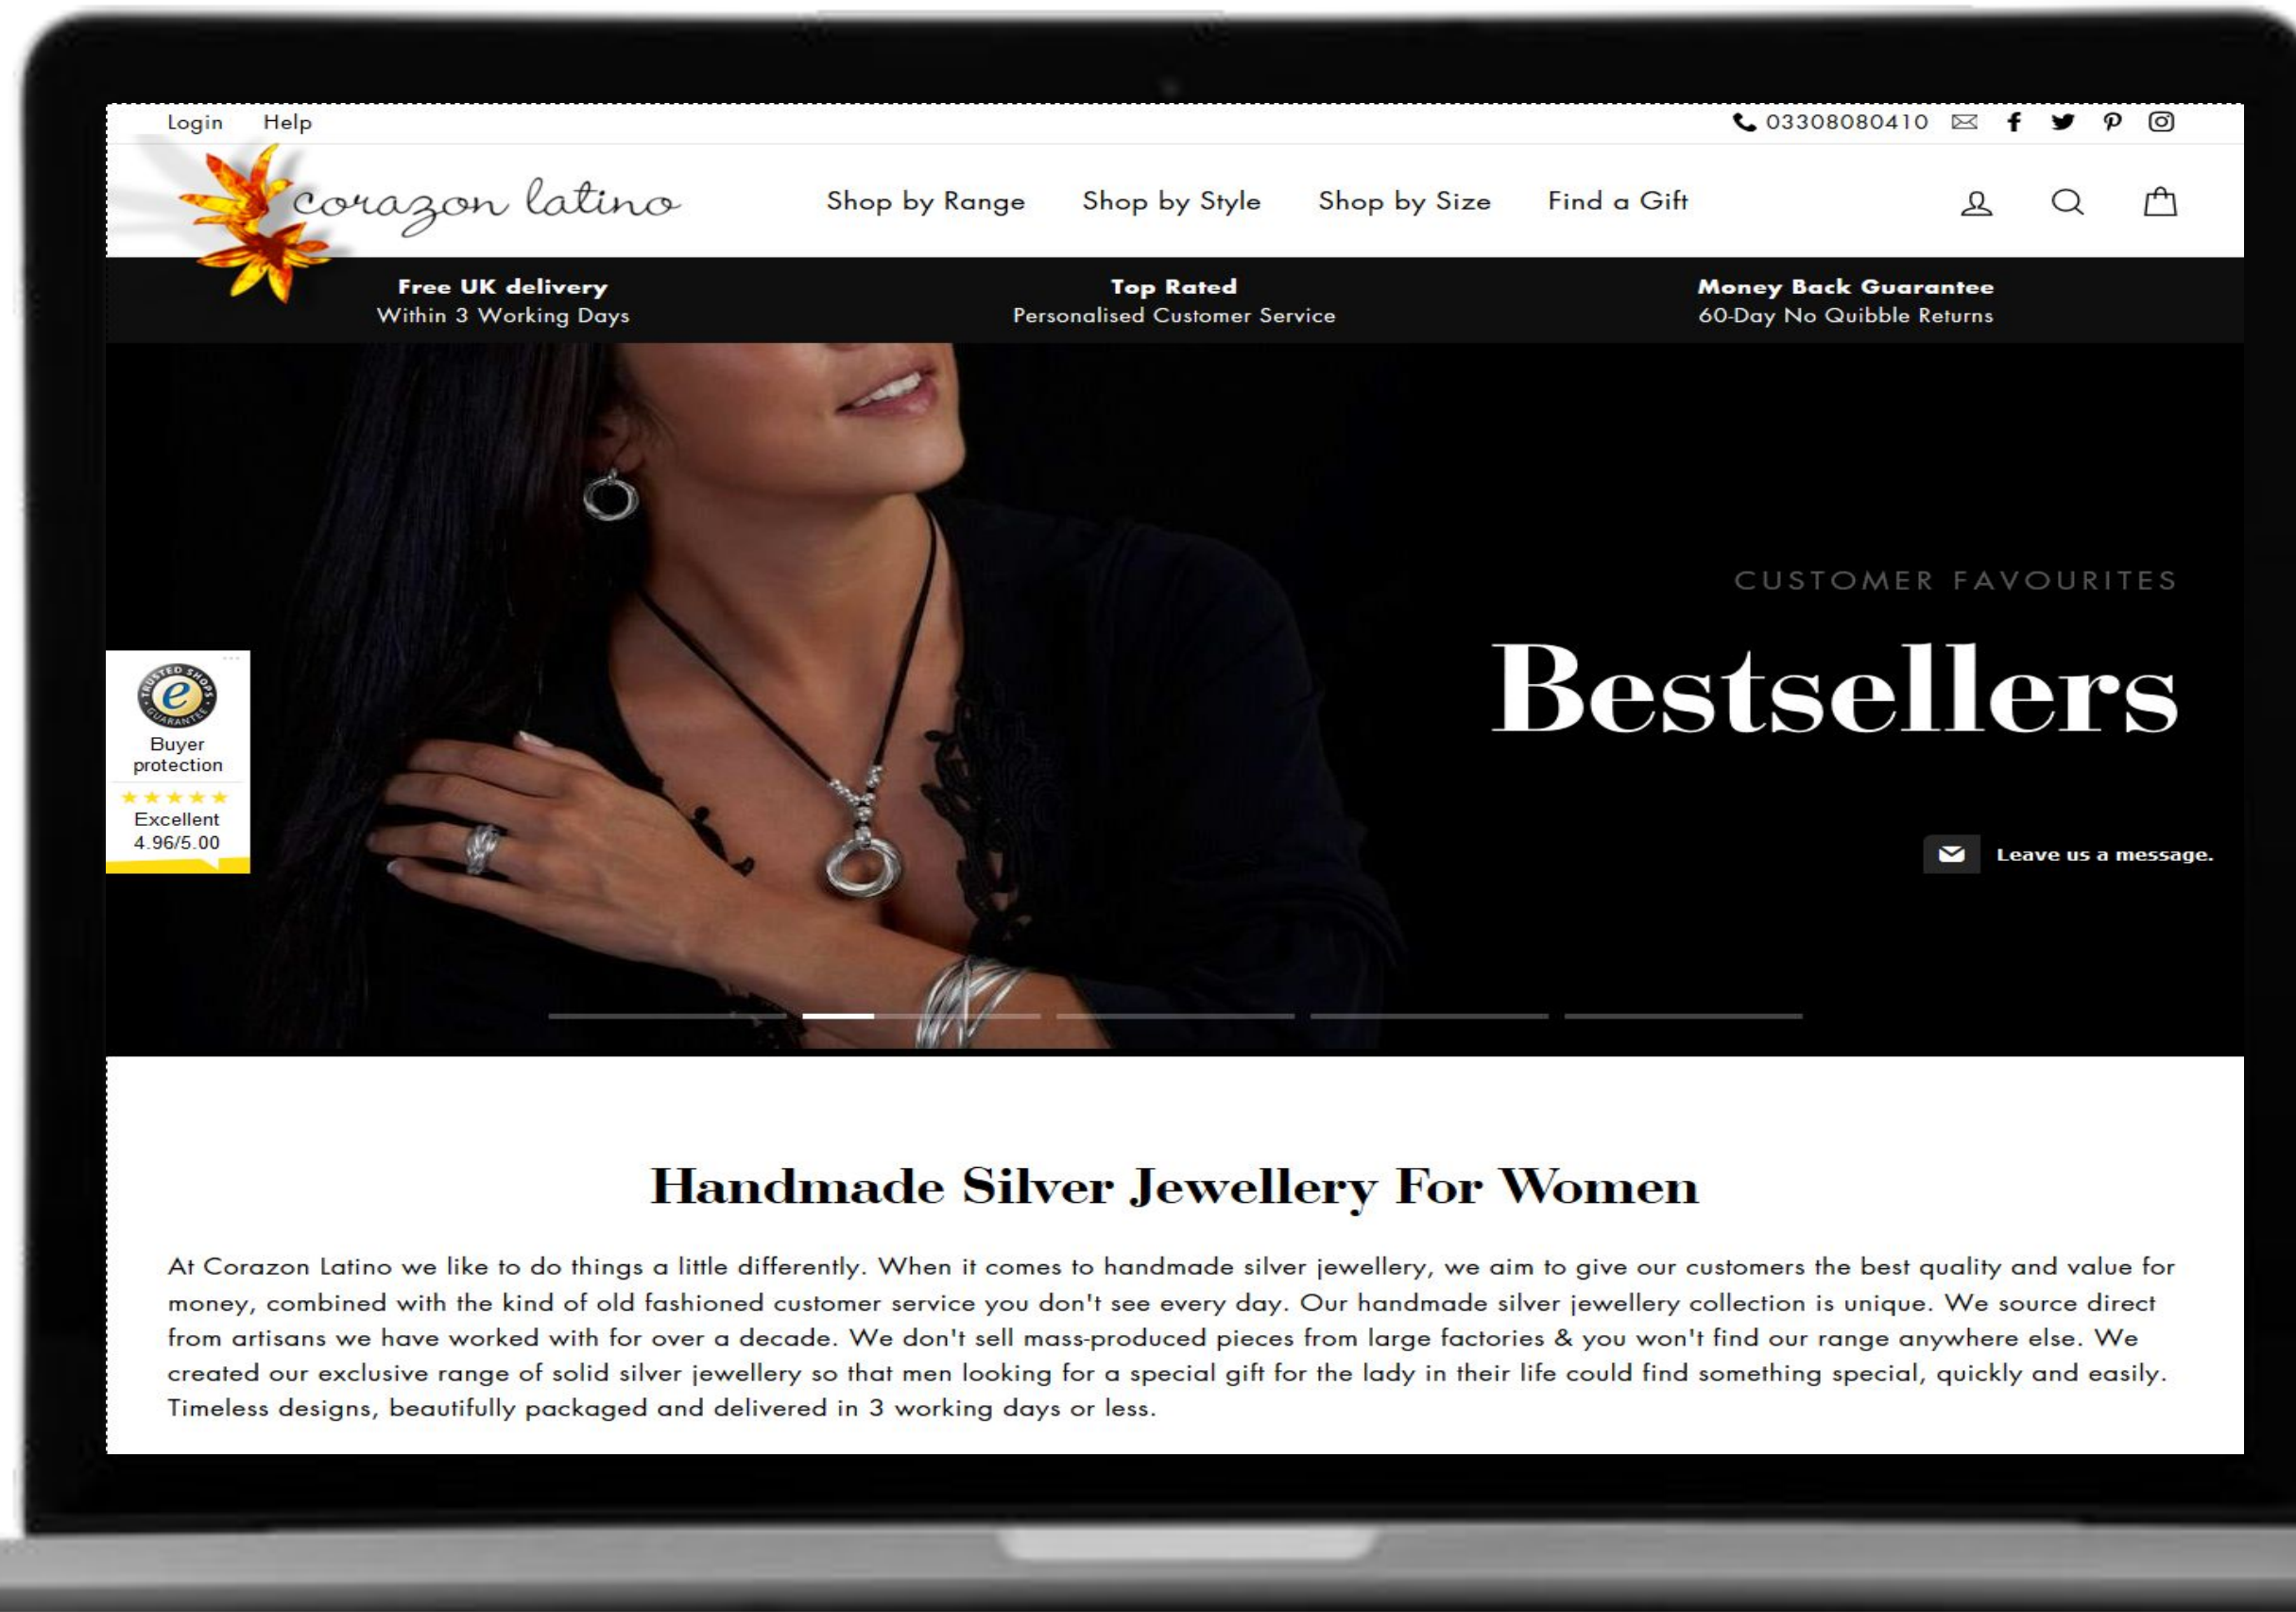 Login Help 03308080410
corazon latino Shop by Range Shop by Style Shop by Size Find a Gift
Free UK delivery Top Rated Money Back Guarantee
Within 3 Working Days Personalised Customer Service 60-Day No Quibble Returns
CUSTOMER FAVOURITES
Bestsellers
TRUSTED SHOPS
e
GUARANTEE
Buyer
protection
Excellent
4.96/5.00
Leave us a message.
Handmade Silver Jewellery For Women
At Corazon Latino we like to do things a little differently. When it comes to handmade silver jewellery, we aim to give our customers the best quality and value for
money, combined with the kind of old fashioned customer service you don't see every day. Our handmade silver jewellery collection is unique. We source direct
from artisans we have worked with for over a decade. We don't sell mass-produced pieces from large factories & you won't find our range anywhere else. We
created our exclusive range of solid silver jewellery so that men looking for a special gift for the lady in their life could find something special, quickly and easily.
Timeless designs, beautifully packaged and delivered in 3 working days or less.